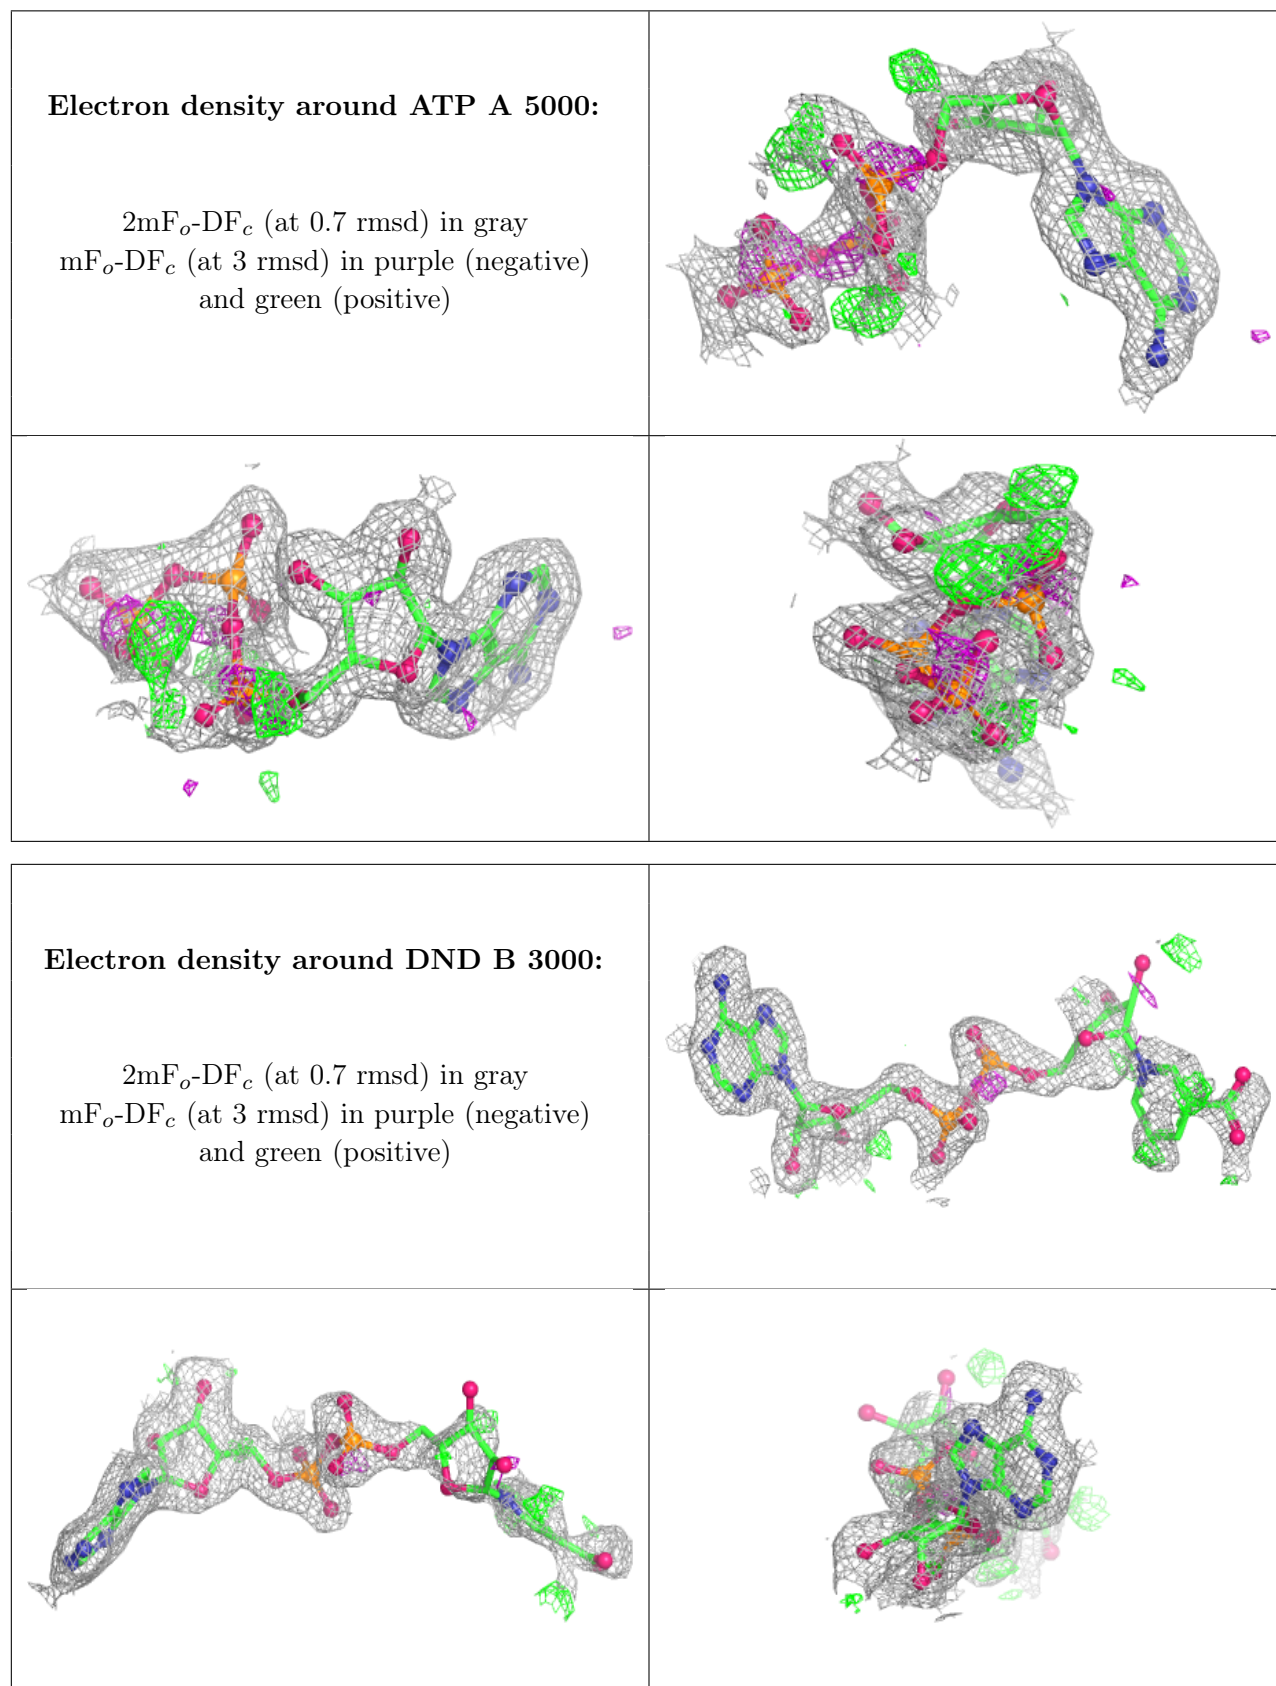 Electron density around ATP A 5000:
2mFo-DFc (at 0.7 rmsd) in gray
mFo-DFc (at 3 rmsd) in purple (negative)
and green (positive)
Electron density around DND B 3000:
2mFo-DFc (at 0.7 rmsd) in gray
mFo-DFc (at 3 rmsd) in purple (negative)
and green (positive)